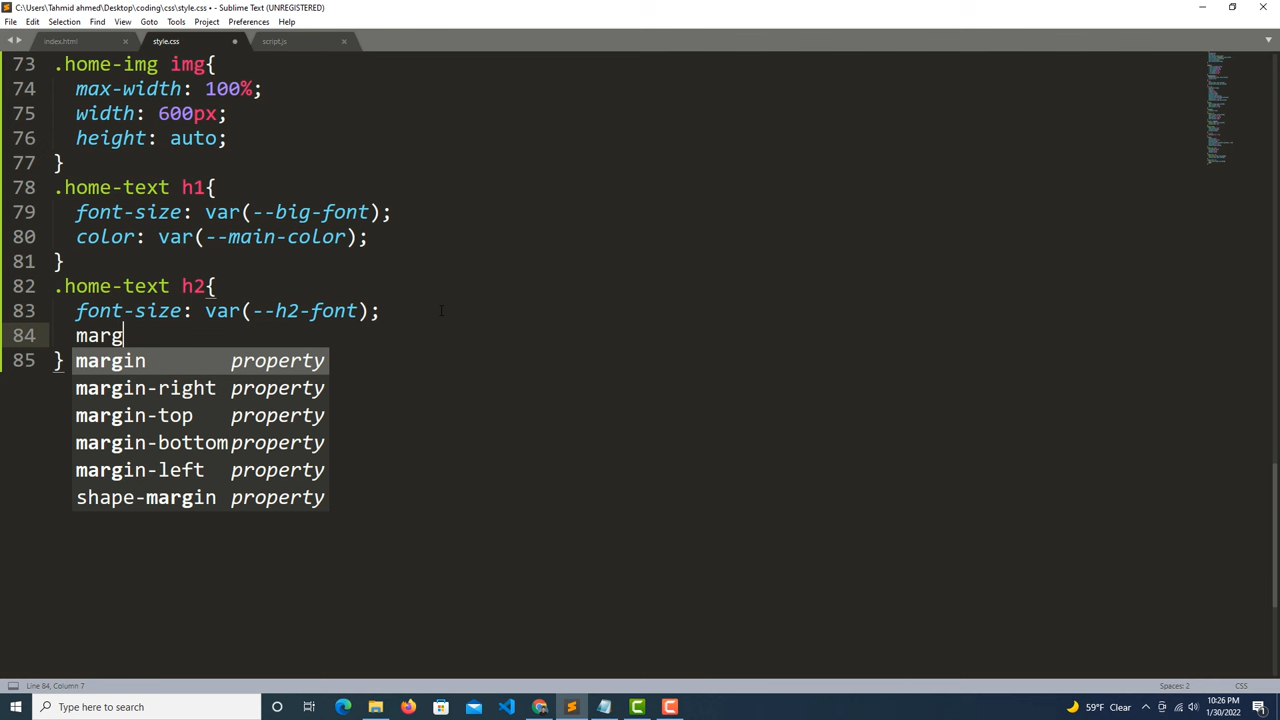 C:\Users\Tahmid ahmed\Desktop\coding\css\style.css • - Sublime Text (UNREGISTERED)
File Edit Selection Find View Goto Tools Project Preferences Help
index.html style.css script.js
73 .home-img img{
74 max-width: 100%;
75 width: 600px;
76 height: auto;
77 }
78 .home-text h1{
79 font-size: var(--big-font);
80 color: var(--main-color);
81 }
82 .home-text h2{
83 font-size: var(--h2-font);
84 marg
85 }
margin property
margin-right property
margin-top property
margin-bottom property
margin-left property
shape-margin property
Line 84, Column 7 Spaces: 2 CSS
Type here to search 59°F Clear 10:26 PM
1/30/2022
1